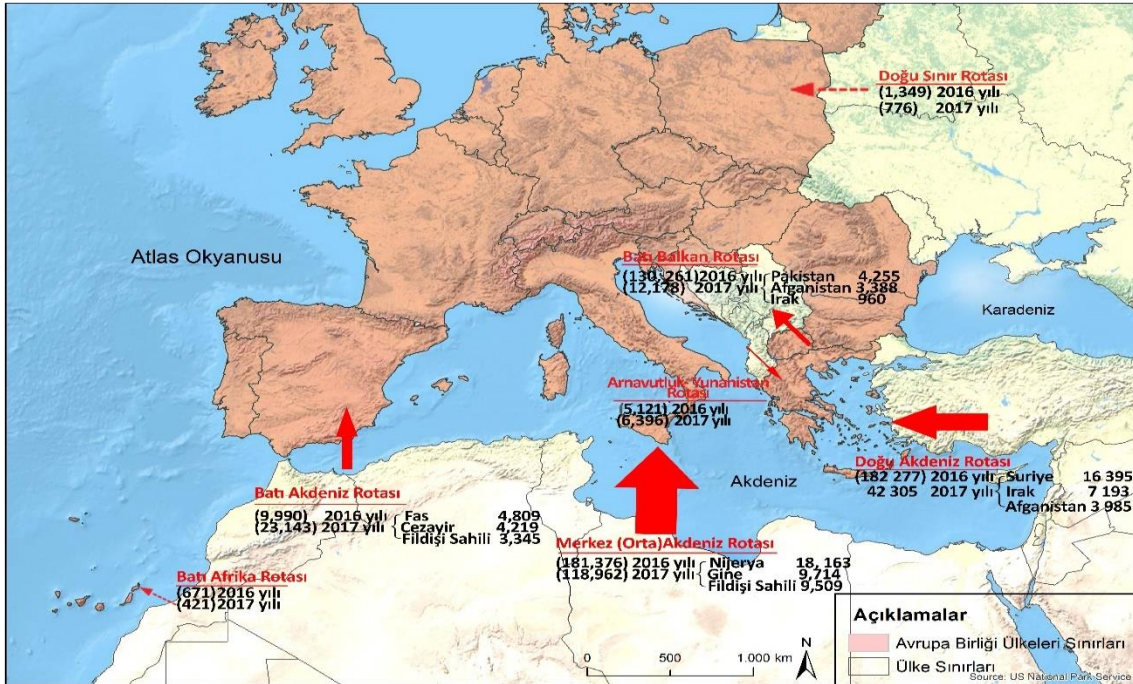 Doğu Sınır Rotası
(1,349) 2016 yılı
(776) 2017 yılı
Atlas Okyanusu
Batı Balkan Rotası
(130, 261) 2016 yılı Pakistan 4,255
(12,178) 2017 yılı Afganistan 3,388
Irak 960
Karadeniz
Arnavutluk- Yunanistan
Rotası
(5,121) 2016 yılı
(6,396) 2017 yılı
Doğu Akdeniz Rotası
(182 277) 2016 yılı Suriye 16 395
42 305 2017 yılı Irak 7 193
Afganistan 3 985
Akdeniz
Batı Akdeniz Rotası
(9,990) 2016 yılı Fas 4,809
(23,143) 2017 yılı Cezayir 4,219
Fildişi Sahili 3,345
Merkez (Orta)Akdeniz Rotası
(181,376) 2016 yılı Nijerya 18,163
(118,962) 2017 yılı Gine 9,714
Fildişi Sahili 9,509
Batı Afrika Rotası
(671) 2016 yılı
(421) 2017 yılı
0 500 1.000 km
N
Açıklamalar
Avrupa Birliği Ülkeleri Sınırları
Ülke Sınırları
Source: US National Park Service